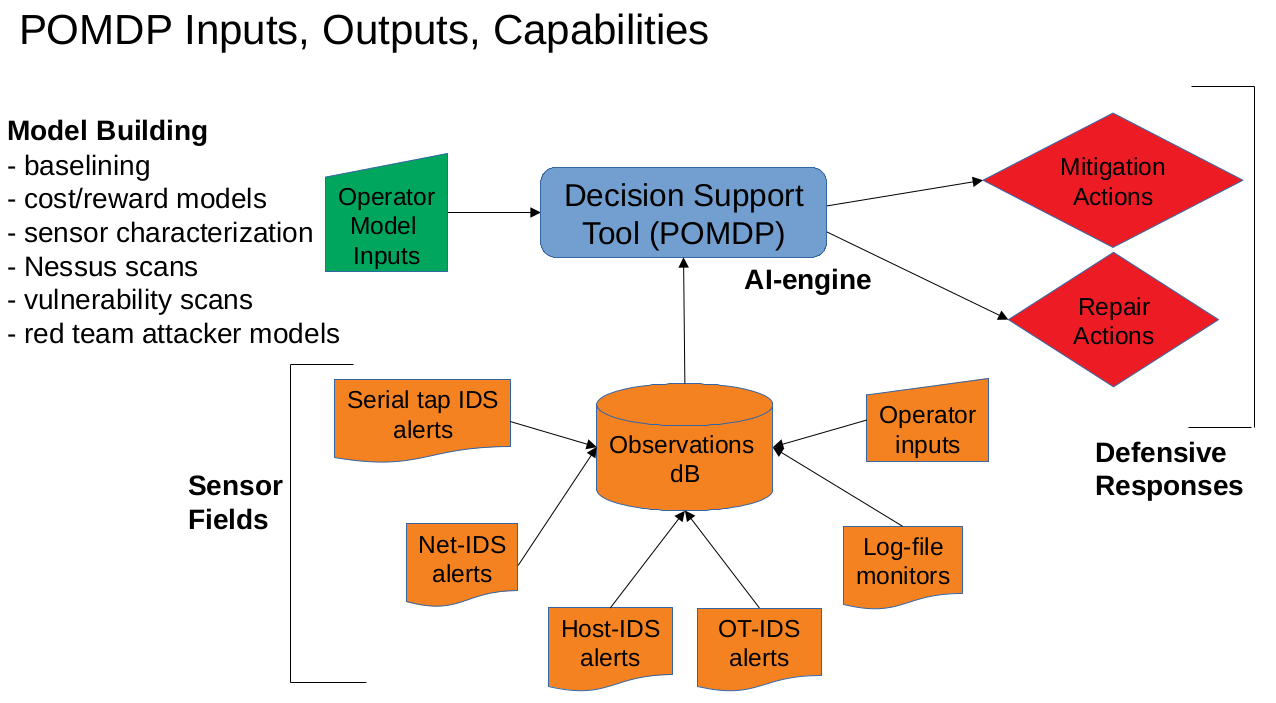 POMDP Inputs, Outputs, Capabilities
Model Building
- baselining
- cost/reward models
- sensor characterization
- Nessus scans
- vulnerability scans
- red team attacker models
Operator
Model
Inputs
Decision Support
Tool (POMDP)
AI-engine
Mitigation
Actions
Repair
Actions
Defensive
Responses
Sensor
Fields
Serial tap IDS
alerts
Observations
dB
Operator
inputs
Net-IDS
alerts
Log-file
monitors
Host-IDS
alerts
OT-IDS
alerts